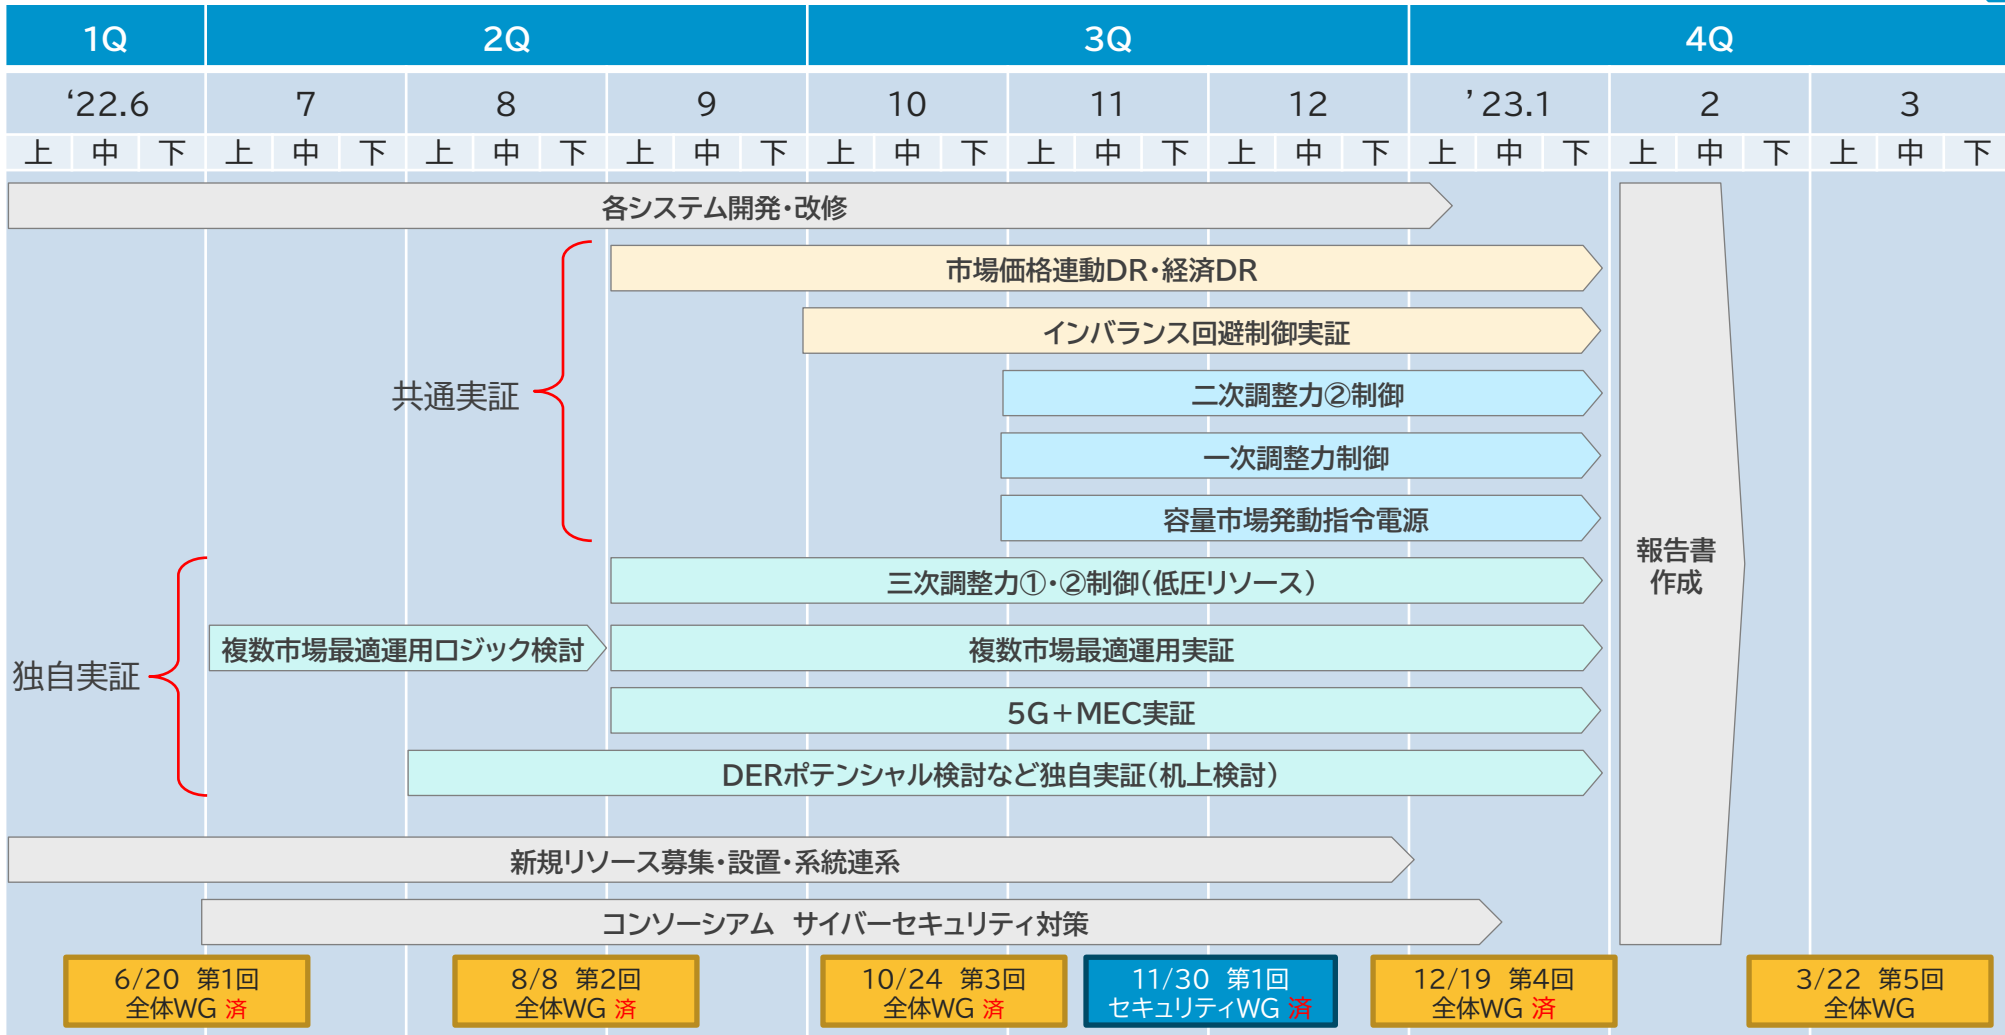 1Q 2Q 3Q 4Q
‘22.6 7 8 9 10 11 12 ’23.1 2 3
上 中 下 上 中 下 上 中 下 上 中 下 上 中 下 上 中 下 上 中 下 上 中 下 上 中 下 上 中 下
各システム開発・改修
市場価格連動DR・経済DR
インバランス回避制御実証
共通実証
二次調整力②制御
一次調整力制御
容量市場発動指令電源
三次調整力①・②制御(低圧リソース)
独自実証
複数市場最適運用ロジック検討
複数市場最適運用実証
5G+MEC実証
DERポテンシャル検討など独自実証(机上検討)
報告書
作成
新規リソース募集・設置・系統連系
コンソーシアム サイバーセキュリティ対策
6/20 第1回
全体WG 済
8/8 第2回
全体WG 済
10/24 第3回
全体WG 済
11/30 第1回
セキュリティWG 済
12/19 第4回
全体WG 済
3/22 第5回
全体WG